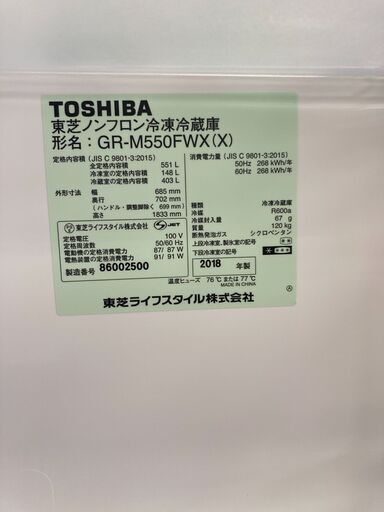 TOSHIBA
東芝ノンフロン冷凍冷蔵庫
形名：GR-M550FWX(X)
定格内容積 (JIS C 9801-3:2015)
全定格内容積 551 L
冷凍室の定格内容積 148 L
冷蔵室の定格内容積 403 L
外形寸法 幅 685 mm
奥行 702 mm
(ハンドル・調整脚除く 699 mm)
高さ 1833 mm
東芝ライフスタイル株式会社 JET
定格電圧 100 V
定格周波数 50/60 Hz
電動機の定格消費電力 87/ 87 W
電熱装置の定格消費電力 91/ 91 W
製造番号 86002500
消費電力量 (JIS C 9801-3:2015)
50Hz 268 kWh/年
60Hz 268 kWh/年
種類 冷凍冷蔵庫
冷媒 R600a
冷媒封入量 67 g
質量 120 kg
断熱発泡ガス シクロペンタン
上段冷凍室、製氷室の記号
下段冷凍室の記号
2018 年製
温度ヒューズ 76 ℃ または 77 ℃
MADE IN CHINA
A
東芝ライフスタイル株式会社